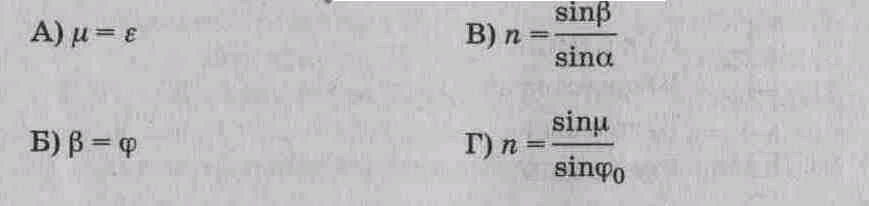 А) μ = ε
В) n = sinβ / sinα
Б) β = φ
Г) n = sinμ / sinφ₀